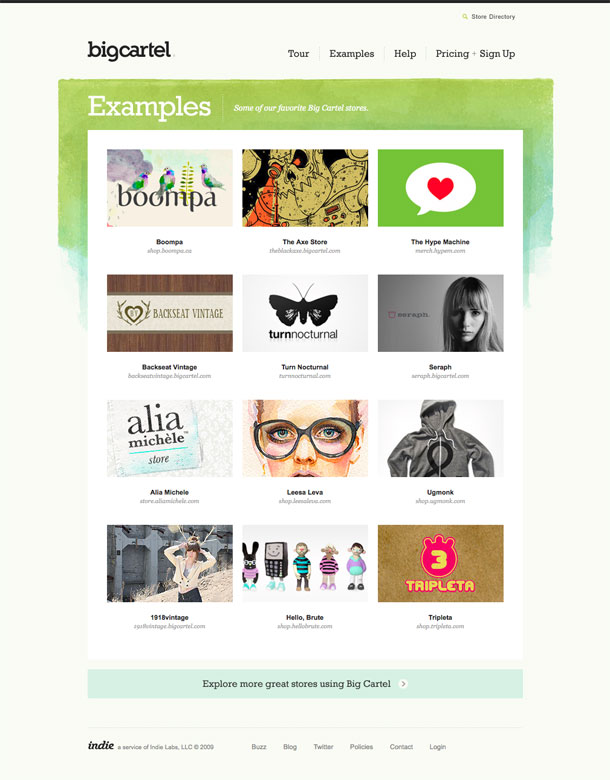 Store Directory
bigcartel
Tour Examples Help Pricing + Sign Up
Examples Some of our favorite Big Cartel stores.
boompa
Boompa
shop.boompa.ca
The Axe Store
theblackaxe.bigcartel.com
The Hype Machine
merch.hypem.com
BY BACKSEAT VINTAGE
Backseat Vintage
backseatvintage.bigcartel.com
turnnocturnal
Turn Nocturnal
turnnocturnal.com
seraph.
Seraph
seraph.bigcartel.com
alia
michèle
store
Alia Michele
store.aliamichele.com
Leesa Leva
shop.leesaleva.com
Ugmonk
shop.ugmonk.com
1918vintage
1918vintage.bigcartel.com
Hello, Brute
shop.hellobrute.com
3
TRIPLETA
Tripleta
shop.tripleta.com
Explore more great stores using Big Cartel
indie a service of Indie Labs, LLC © 2009 Buzz Blog Twitter Policies Contact Login